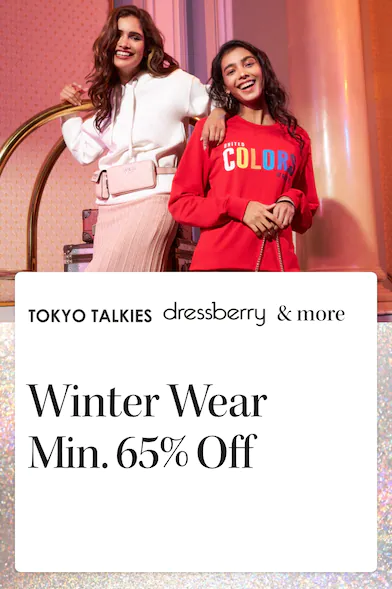 UNITED
COLORS
TOKYO TALKIES dressberry & more
Winter Wear
Min. 65% Off